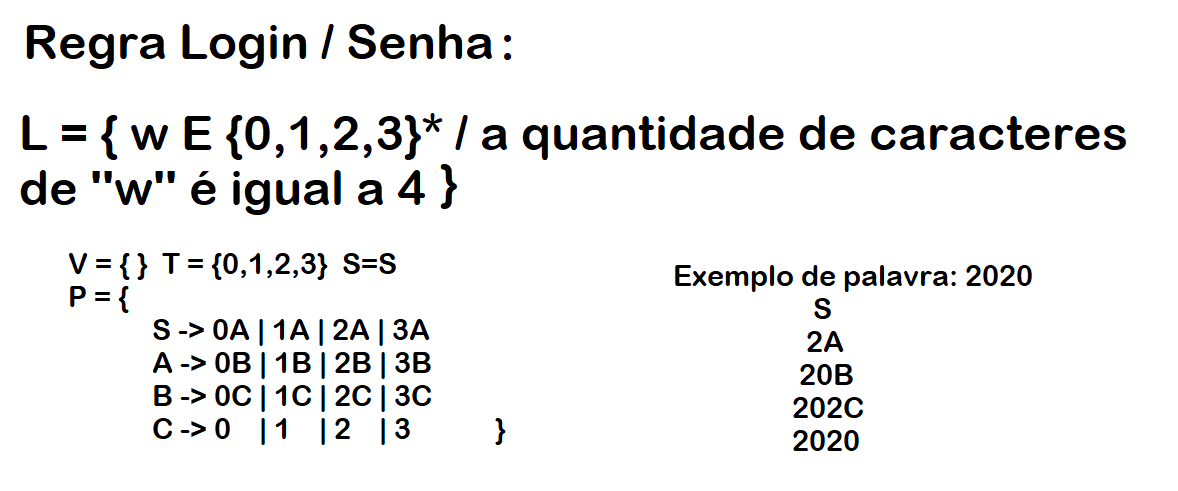 Regra Login / Senha:
L = { w E {0,1,2,3}* / a quantidade de caracteres
de "w" é igual a 4 }
V = { } T = {0,1,2,3} S=S
P = {
S -> 0A | 1A | 2A | 3A
A -> 0B | 1B | 2B | 3B
B -> 0C | 1C | 2C | 3C
C -> 0 | 1 | 2 | 3 }
Exemplo de palavra: 2020
S
2A
20B
202C
2020